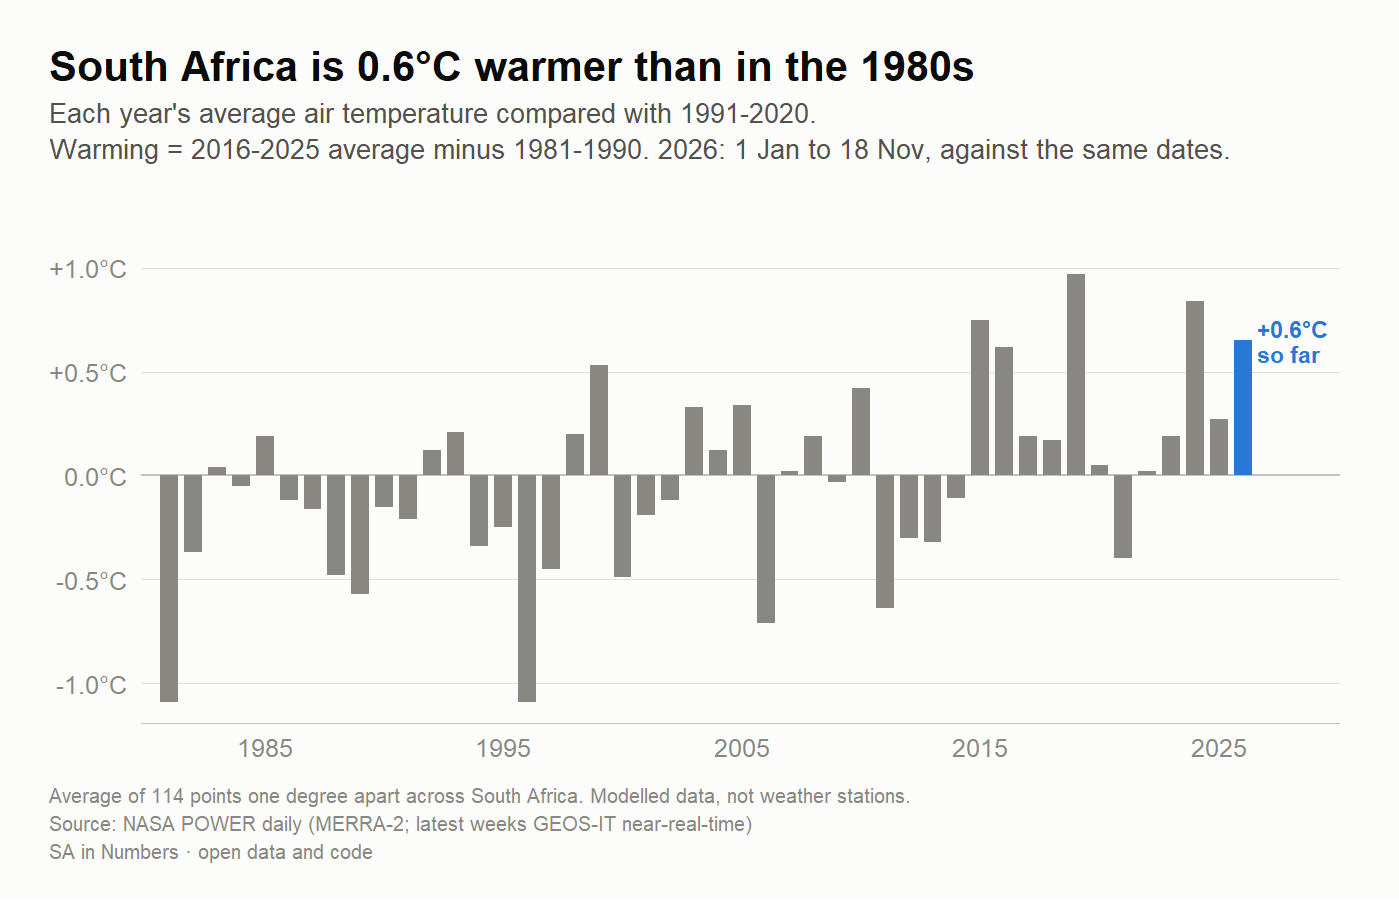 South Africa is 0.6°C warmer than in the 1980s
Each year's average air temperature compared with 1991-2020.
Warming = 2016-2025 average minus 1981-1990. 2026: 1 Jan to 18 Nov, against the same dates.
+1.0°C
+0.6°C
so far
+0.5°C
0.0°C
-0.5°C
-1.0°C
1985 1995 2005 2015 2025
Average of 114 points one degree apart across South Africa. Modelled data, not weather stations.
Source: NASA POWER daily (MERRA-2; latest weeks GEOS-IT near-real-time)
SA in Numbers · open data and code